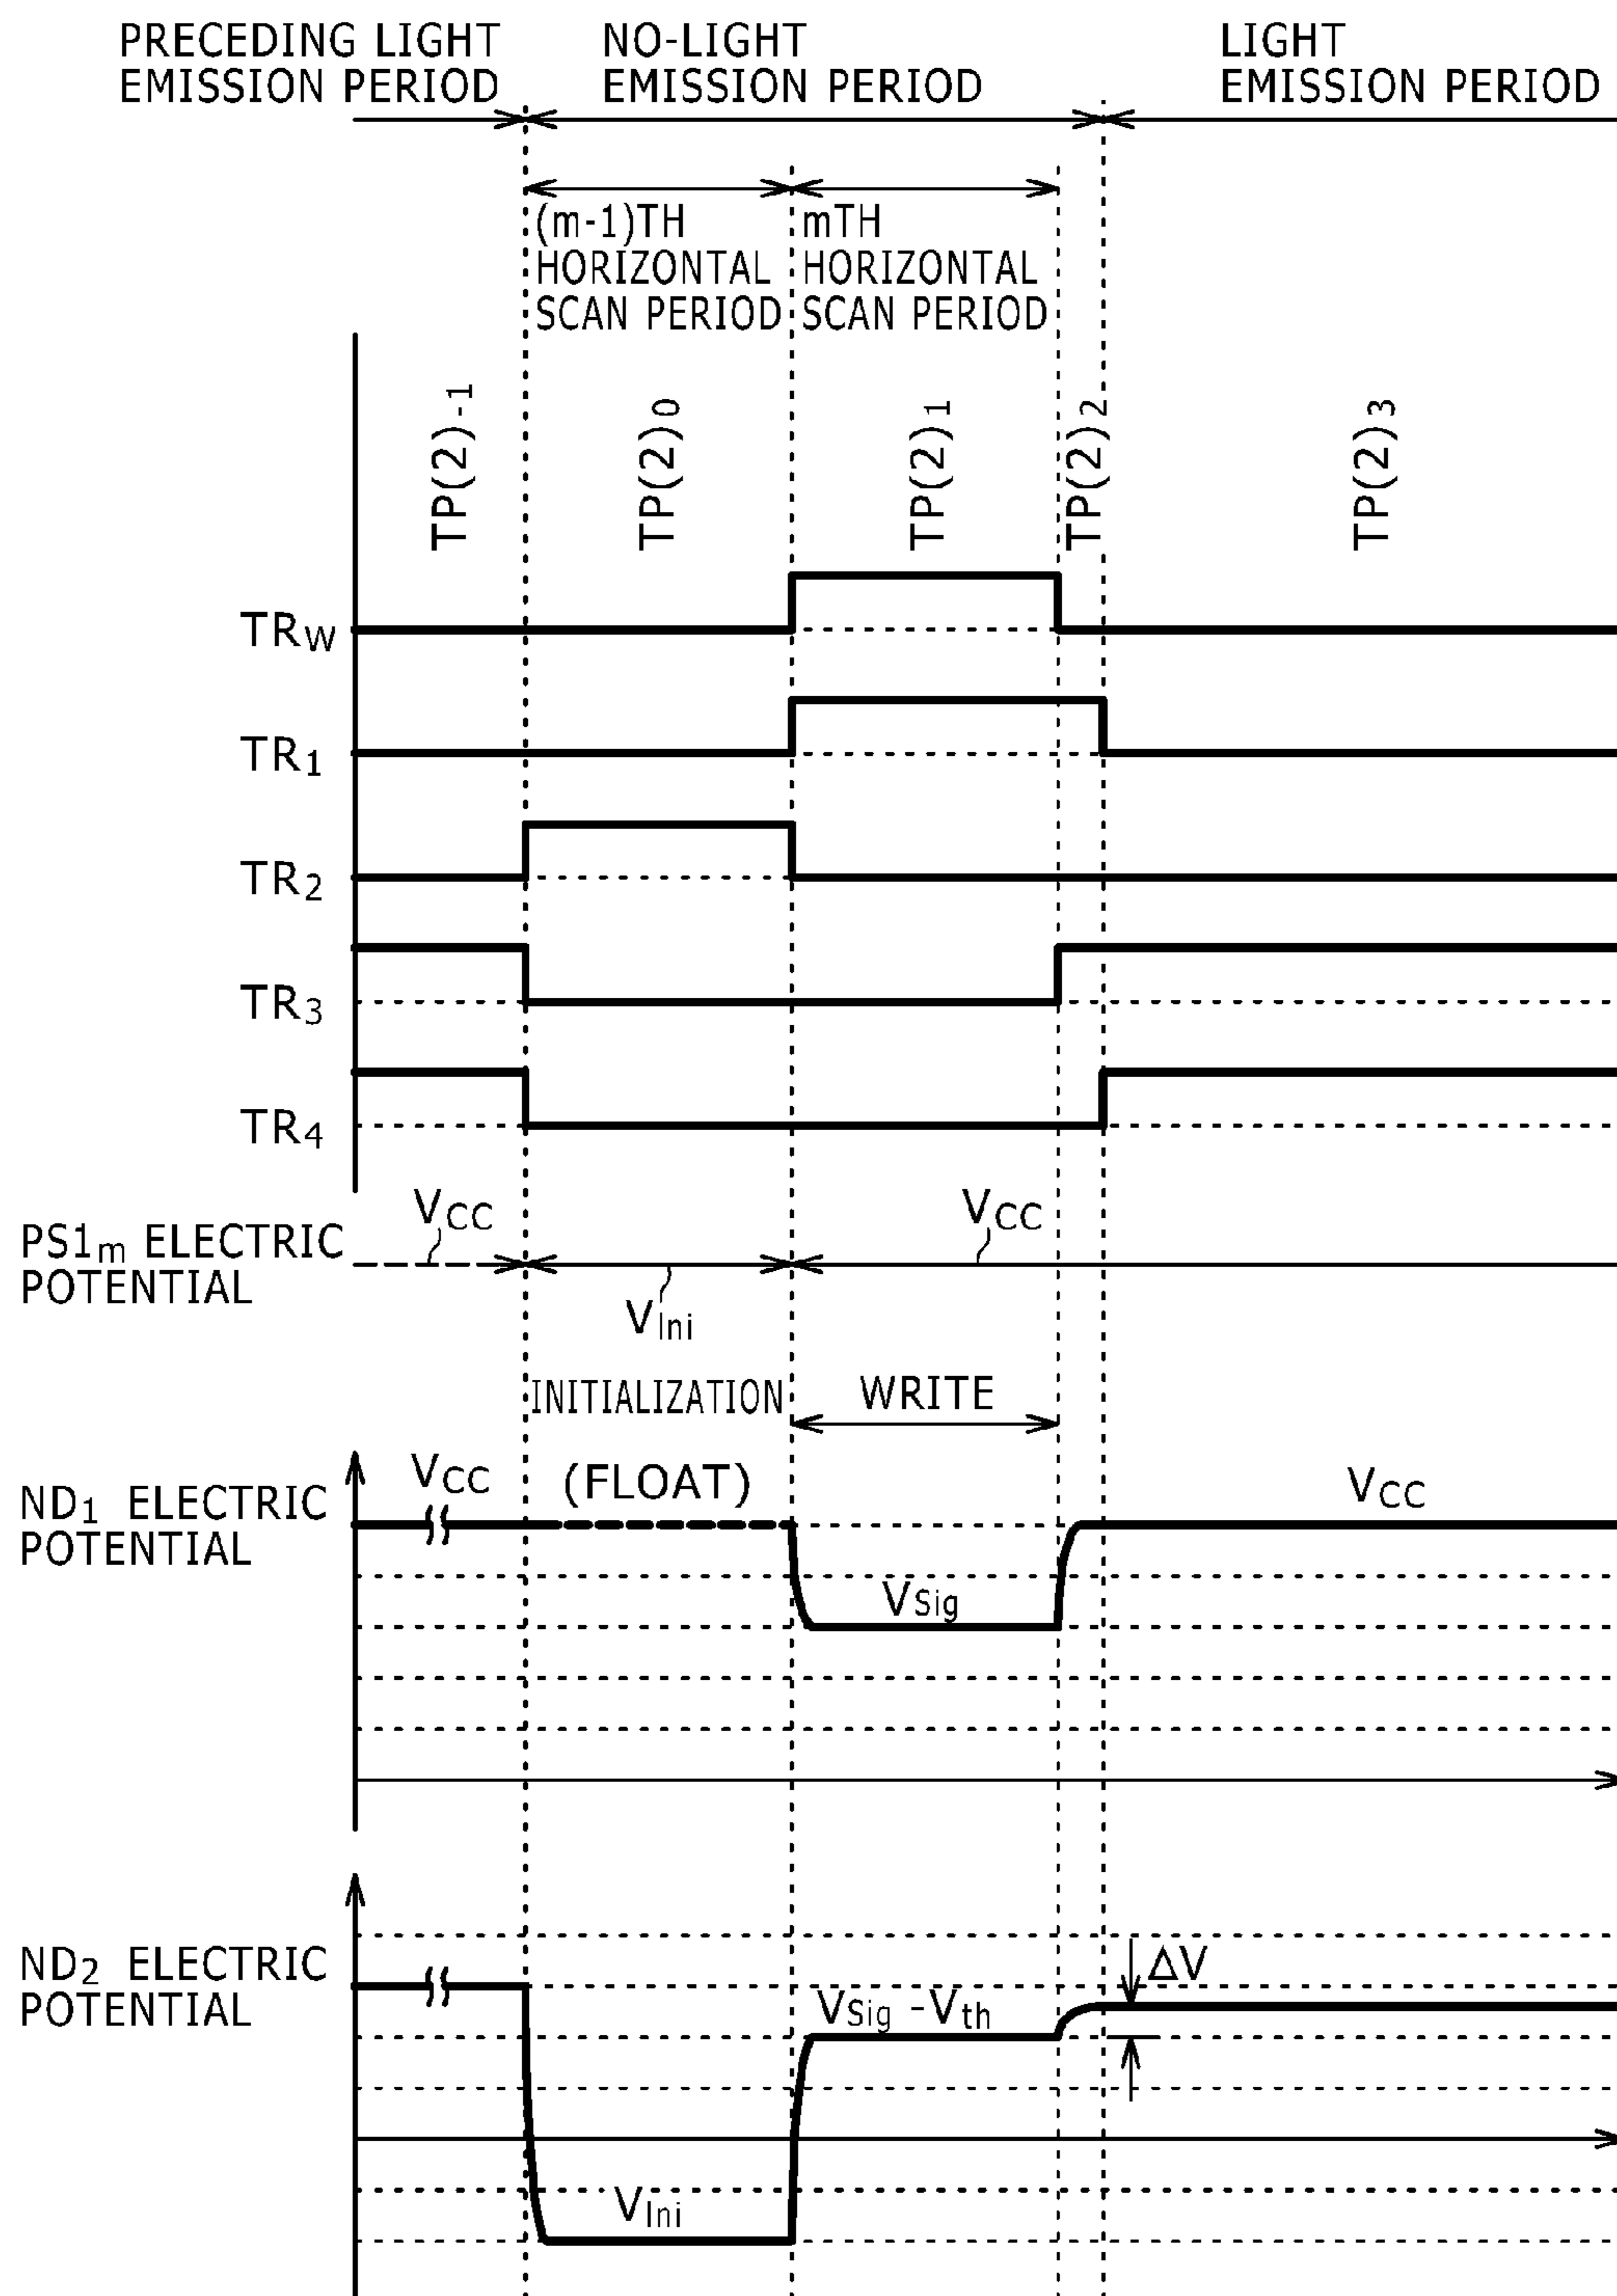 PRECEDING LIGHT
EMISSION PERIOD
NO-LIGHT
EMISSION PERIOD
LIGHT
EMISSION PERIOD
(m-1)TH
HORIZONTAL
SCAN PERIOD
mTH
HORIZONTAL
SCAN PERIOD
TP(2)-1
TP(2)0
TP(2)1
TP(2)2
TP(2)3
TRW
TR1
TR2
TR3
TR4
PS1m ELECTRIC
POTENTIAL
VCC
VIni
VCC
INITIALIZATION
WRITE
ND1 ELECTRIC
POTENTIAL
VCC
(FLOAT)
VSig
VCC
ND2 ELECTRIC
POTENTIAL
VIni
VSig -Vth
ΔV